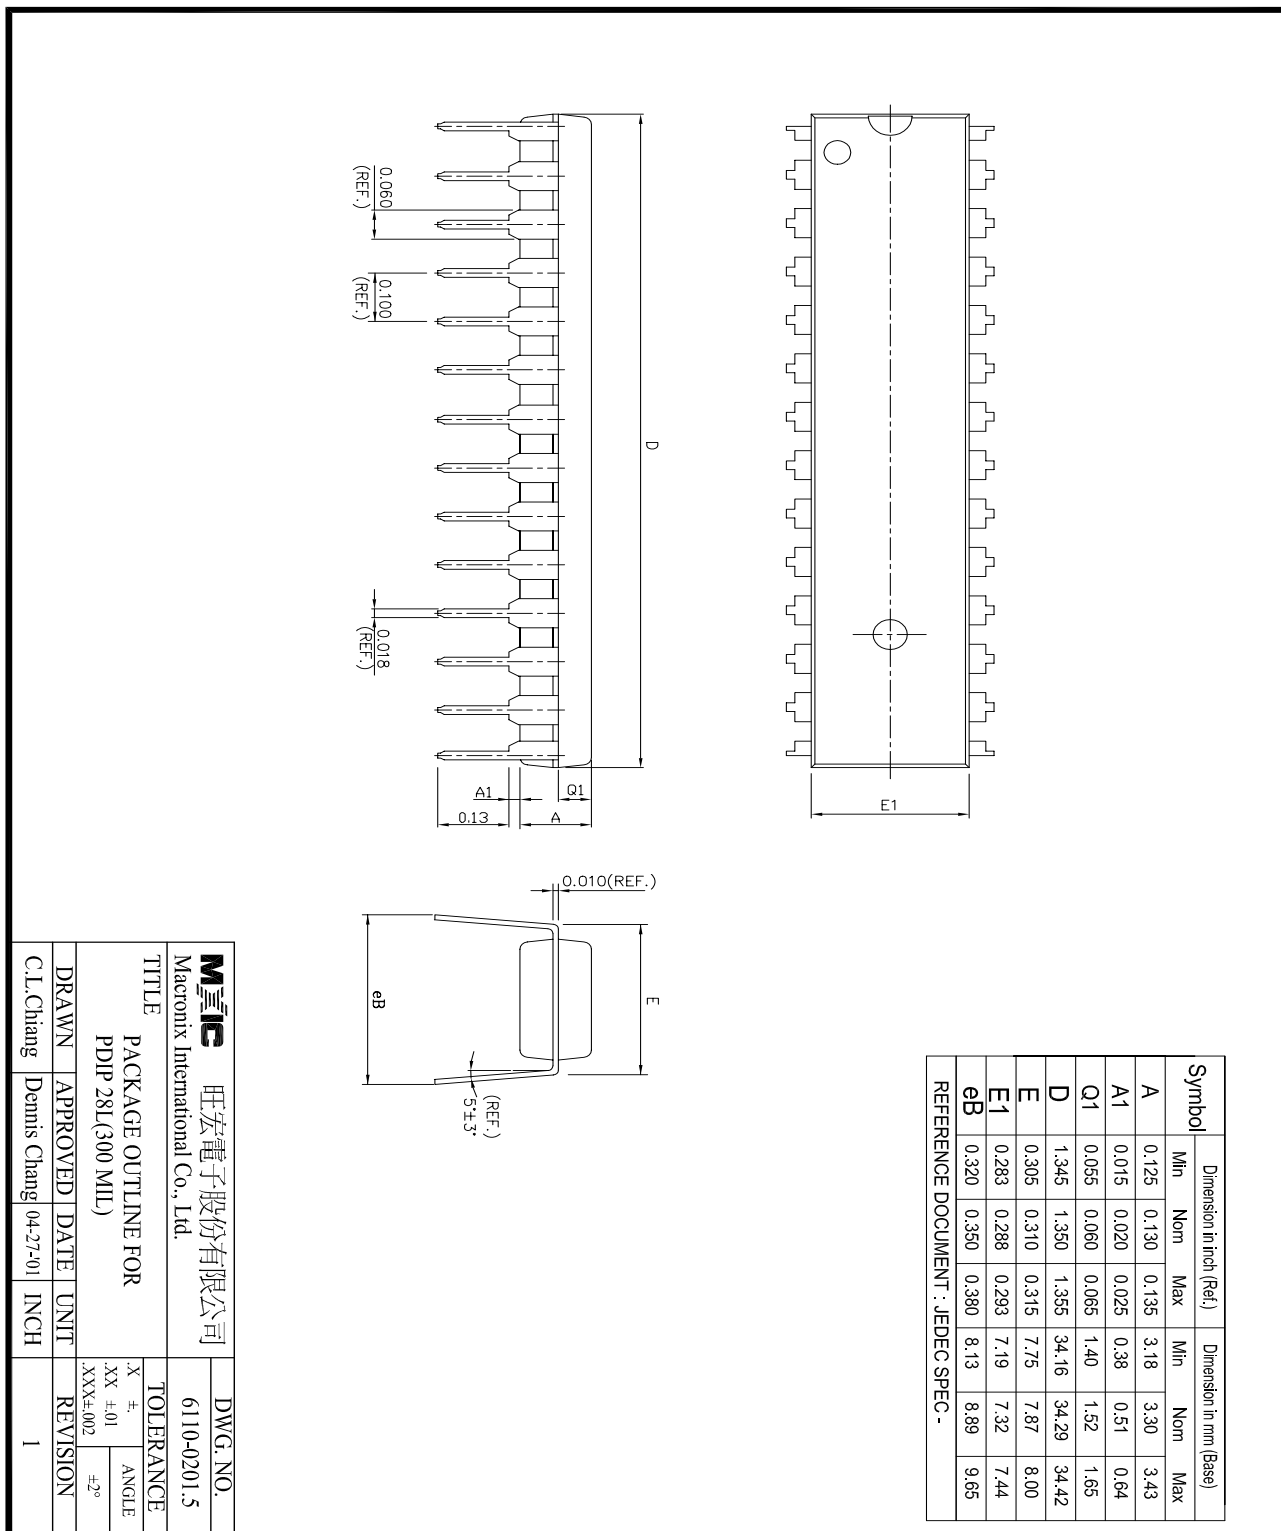 0.060
(REF.)
0.100
(REF.)
0.018
(REF.)
D
A1
0.13
A
Q1
E1
0.010(REF.)
E
eB
(REF.)
5°±3°
Symbol Dimension in inch (Ref.) Dimension in mm (Base)
Min Nom Max Min Nom Max
A 0.125 0.130 0.135 3.18 3.30 3.43
A1 0.015 0.020 0.025 0.38 0.51 0.64
Q1 0.055 0.060 0.065 1.40 1.52 1.65
D 1.345 1.350 1.355 34.16 34.29 34.42
E 0.305 0.310 0.315 7.75 7.87 8.00
E1 0.283 0.288 0.293 7.19 7.32 7.44
eB 0.320 0.350 0.380 8.13 8.89 9.65
REFERENCE DOCUMENT : JEDEC SPEC -
MXIC 旺宏電子股份有限公司
Macronix International Co., Ltd.
DWG. NO.
6110-0201.5
TITLE
PACKAGE OUTLINE FOR
PDIP 28L(300 MIL)
TOLERANCE
.X ±.
.XX ±.01
.XXX±.002
ANGLE
±2°
DRAWN APPROVED DATE UNIT REVISION
C.L.Chiang Dennis Chang 04-27-'01 INCH 1